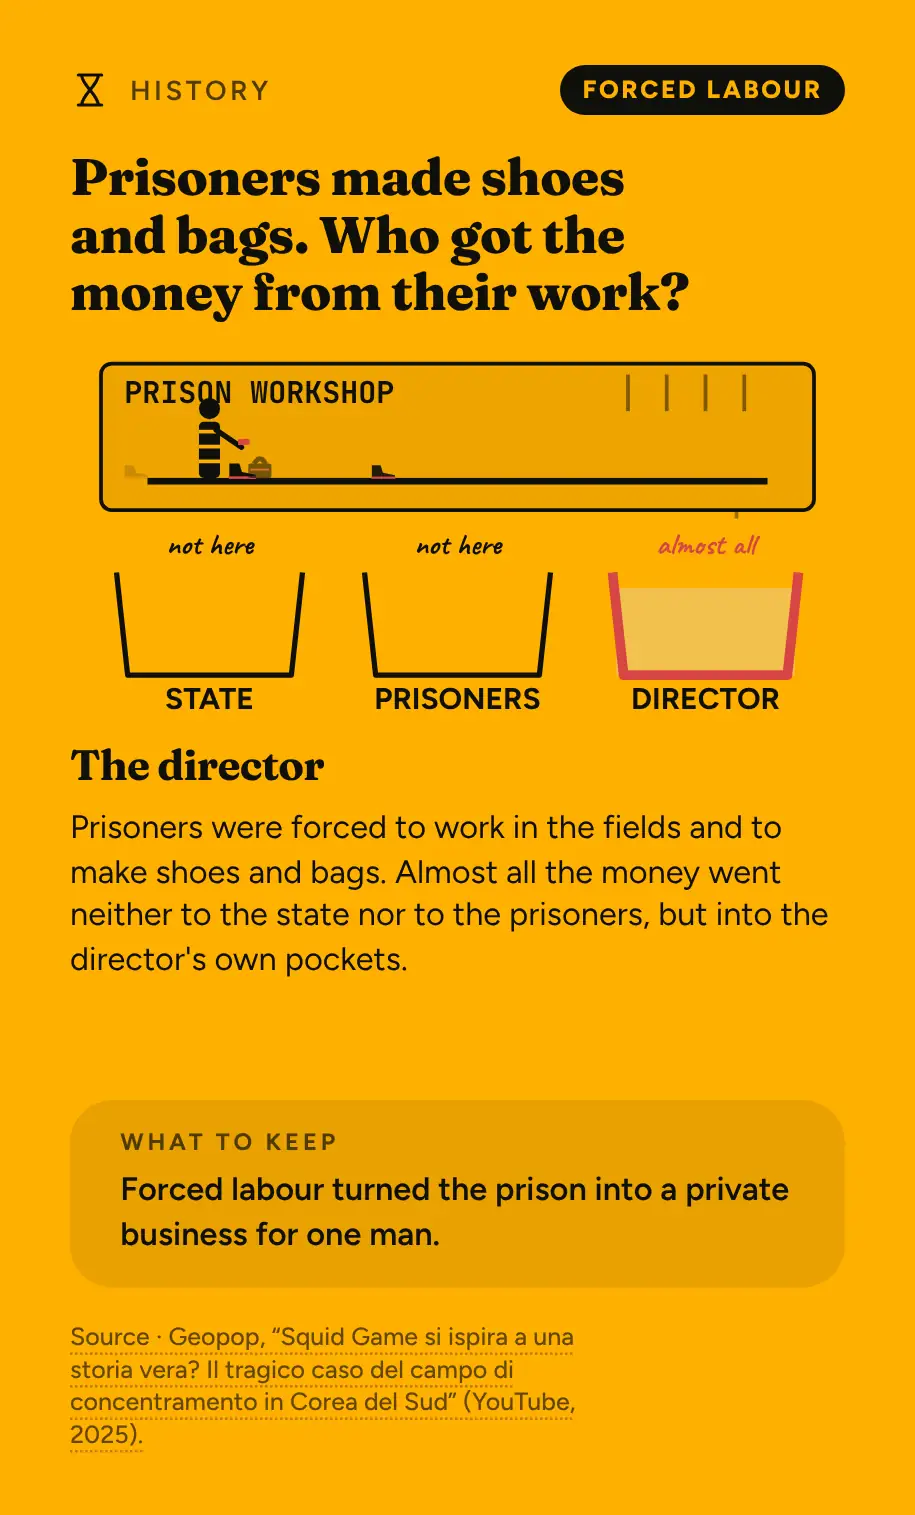 HISTORY
FORCED LABOUR
Prisoners made shoes
and bags. Who got the
money from their work?
PRISON WORKSHOP
not here
not here
almost all
STATE
PRISONERS
DIRECTOR
The director
Prisoners were forced to work in the fields and to
make shoes and bags. Almost all the money went
neither to the state nor to the prisoners, but into the
director's own pockets.
WHAT TO KEEP
Forced labour turned the prison into a private
business for one man.
Source · Geopop, “Squid Game si ispira a una
storia vera? Il tragico caso del campo di
concentramento in Corea del Sud” (YouTube,
2025).